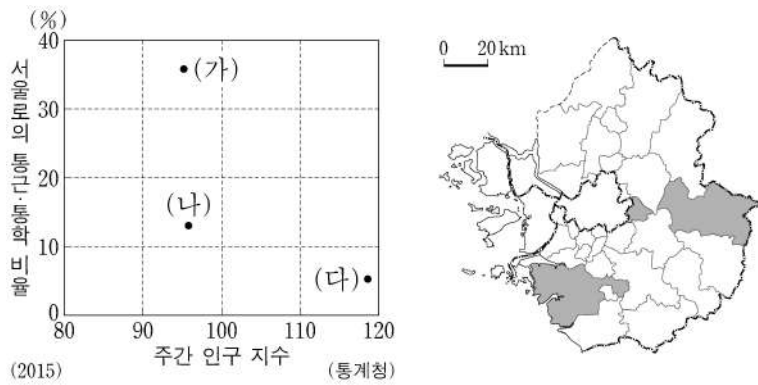 (%)
40
30
20
10
0
서울로의 통근·통학 비율
(가)
(나)
(다)
80 90 100 110 120
주간 인구 지수
(2015) (통계청)
0 20 km